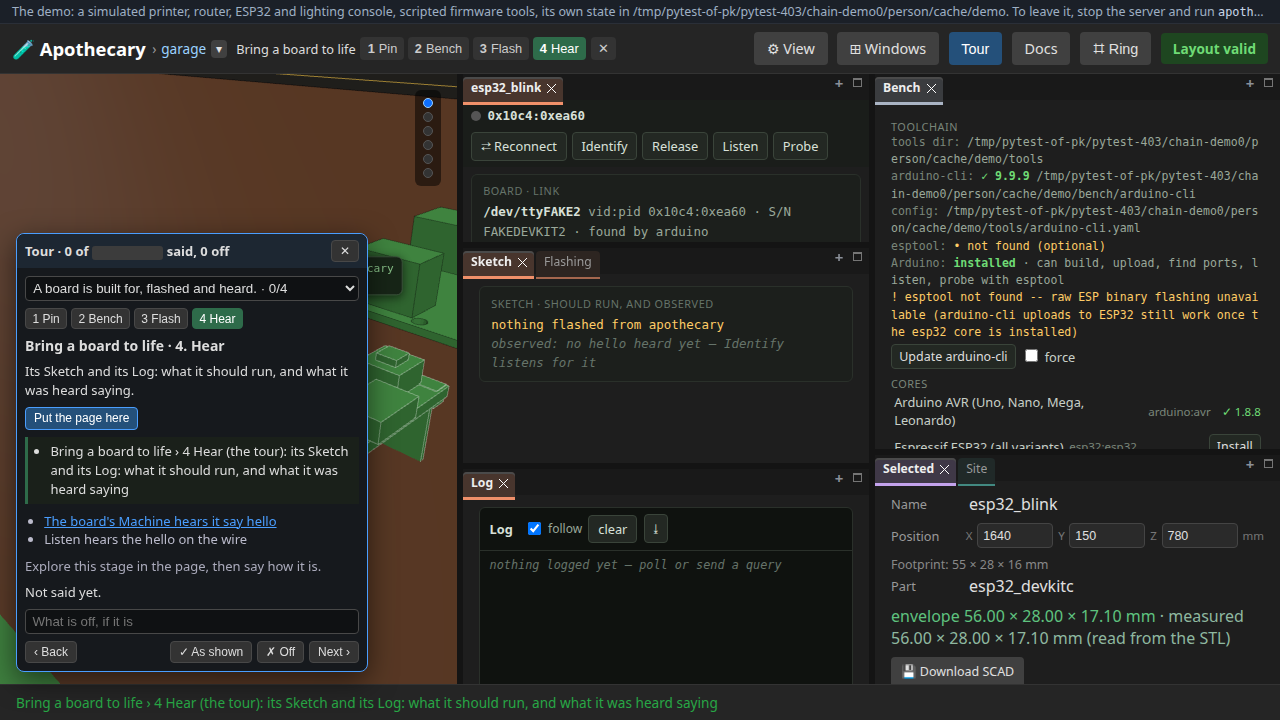 The demo: a simulated printer, router, ESP32 and lighting console, scripted firmware tools, its own state in /tmp/pytest-of-pk/pytest-403/chain-demo0/person/cache/demo. To leave it, stop the server and run apoth…
🧪 Apothecary › garage ▾ Bring a board to life 1 Pin 2 Bench 3 Flash 4 Hear ✕ ⚙ View ⊞ Windows Tour Docs ⌗ Ring Layout valid
cary
Tour · 0 of said, 0 off ✕
A board is built for, flashed and heard. · 0/4
1 Pin 2 Bench 3 Flash 4 Hear
Bring a board to life · 4. Hear
Its Sketch and its Log: what it should run, and what it
was heard saying.
Put the page here
• Bring a board to life › 4 Hear (the tour): its Sketch
and its Log: what it should run, and what it was
heard saying
• The board's Machine hears it say hello
• Listen hears the hello on the wire
Explore this stage in the page, then say how it is.
Not said yet.
What is off, if it is
‹ Back ✓ As shown ✗ Off Next ›
esp32_blink
0x10c4:0xea60
⇄ Reconnect Identify Release Listen Probe
BOARD · LINK
/dev/ttyFAKE2 vid:pid 0x10c4:0xea60 · S/N
FAKEDEVKIT2 · found by arduino
Sketch Flashing
SKETCH · SHOULD RUN, AND OBSERVED
nothing flashed from apothecary
observed: no hello heard yet — Identify
listens for it
Log
Log follow clear ⭳
nothing logged yet — poll or send a query
Bench
TOOLCHAIN
tools dir: /tmp/pytest-of-pk/pytest-403/chain-demo0/p
erson/cache/demo/tools
arduino-cli: ✓ 9.9.9 /tmp/pytest-of-pk/pytest-403/cha
in-demo0/person/cache/demo/bench/arduino-cli
config: /tmp/pytest-of-pk/pytest-403/chain-demo0/pers
on/cache/demo/tools/arduino-cli.yaml
esptool: • not found (optional)
Arduino: installed · can build, upload, find ports, l
isten, probe with esptool
! esptool not found -- raw ESP binary flashing unavai
lable (arduino-cli uploads to ESP32 still work once t
he esp32 core is installed)
Update arduino-cli force
CORES
Arduino AVR (Uno, Nano, Mega, arduino:avr ✓ 1.8.8
Leonardo)
Espressif ESP32 (all variants) esp32:esp32 Install
Selected Site
Name esp32_blink
Position X 1640 Y 150 Z 780 mm
Footprint: 55 × 28 × 16 mm
Part esp32_devkitc
envelope 56.00 × 28.00 × 17.10 mm · measured
56.00 × 28.00 × 17.10 mm (read from the STL)
💾 Download SCAD
Bring a board to life › 4 Hear (the tour): its Sketch and its Log: what it should run, and what it was heard saying